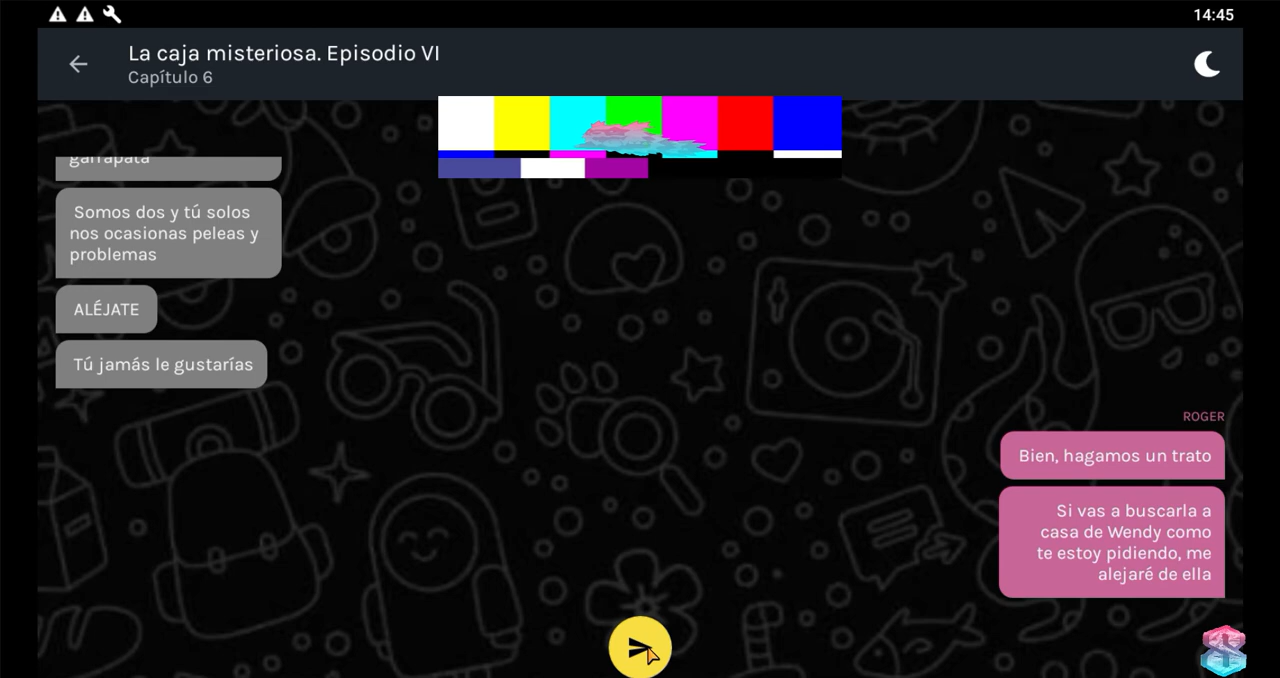 14:45
La caja misteriosa. Episodio VI
Capítulo 6
garrapata
Somos dos y tú solos
nos ocasionas peleas y
problemas
ALÉJATE
Tú jamás le gustarías
ROGER
Bien, hagamos un trato
Si vas a buscarla a
casa de Wendy como
te estoy pidiendo, me
alejaré de ella